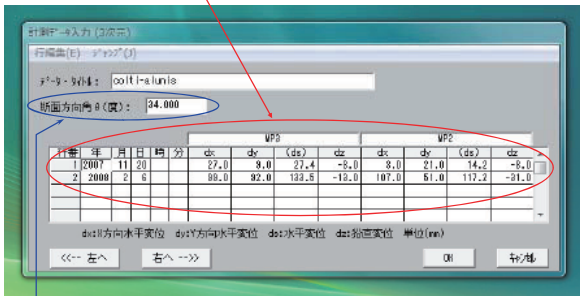 計測データ入力 (3次元)
行編集(E) ジャンプ(J)
データ・タイトル: colti-alunis
断面方向角θ(度): 34.000
MP3 MP2
行番 年 月 日 時 分 dx dy (ds) dz dx dy (ds) dz
1 2007 11 20 27.0 9.0 27.4 -8.0 8.0 21.0 14.2 -8.0
2 2008 2 6 99.0 92.0 133.5 -13.0 107.0 51.0 117.2 -31.0
dx:X方向水平変位 dy:Y方向水平変位 ds:水平変位 dz:鉛直変位 単位(mm)
<<-- 左へ 右へ -->> OK キャンセル